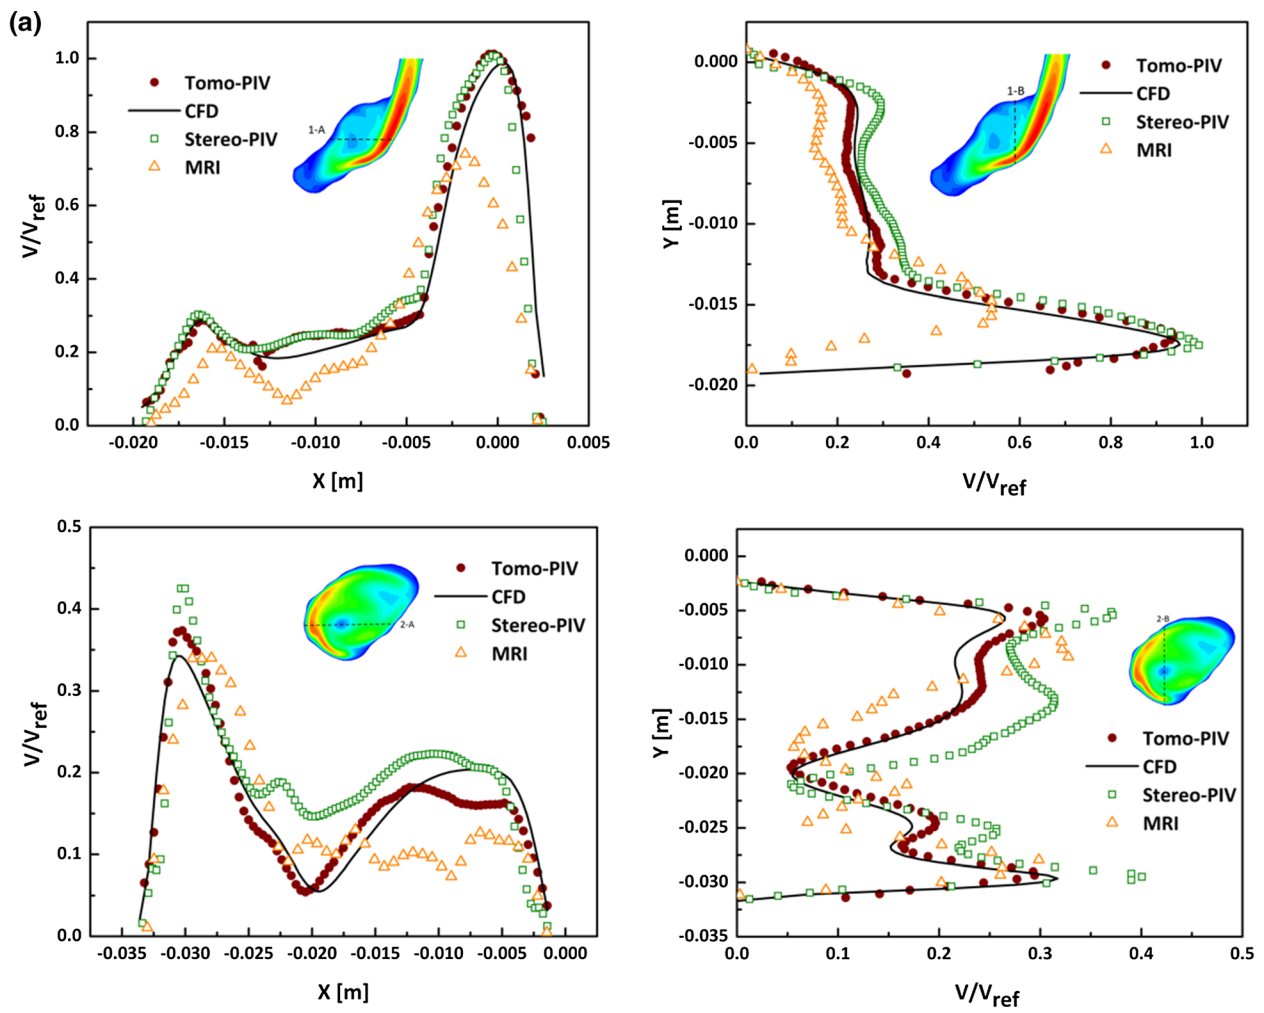 (a)
1.0
0.8
0.6
0.4
0.2
0.0
V/Vref
Tomo-PIV
CFD
Stereo-PIV
MRI
1-A
-0.020
-0.015
-0.010
-0.005
0.000
0.005
X [m]
0.000
-0.005
-0.010
-0.015
-0.020
Y [m]
1-B
Tomo-PIV
CFD
Stereo-PIV
MRI
0.0
0.2
0.4
0.6
0.8
1.0
V/Vref
0.5
0.4
0.3
0.2
0.1
0.0
V/Vref
Tomo-PIV
CFD
Stereo-PIV
MRI
2-A
-0.035
-0.030
-0.025
-0.020
-0.015
-0.010
-0.005
0.000
X [m]
0.000
-0.005
-0.010
-0.015
-0.020
-0.025
-0.030
-0.035
Y [m]
2-B
Tomo-PIV
CFD
Stereo-PIV
MRI
0.0
0.1
0.2
0.3
0.4
0.5
V/Vref